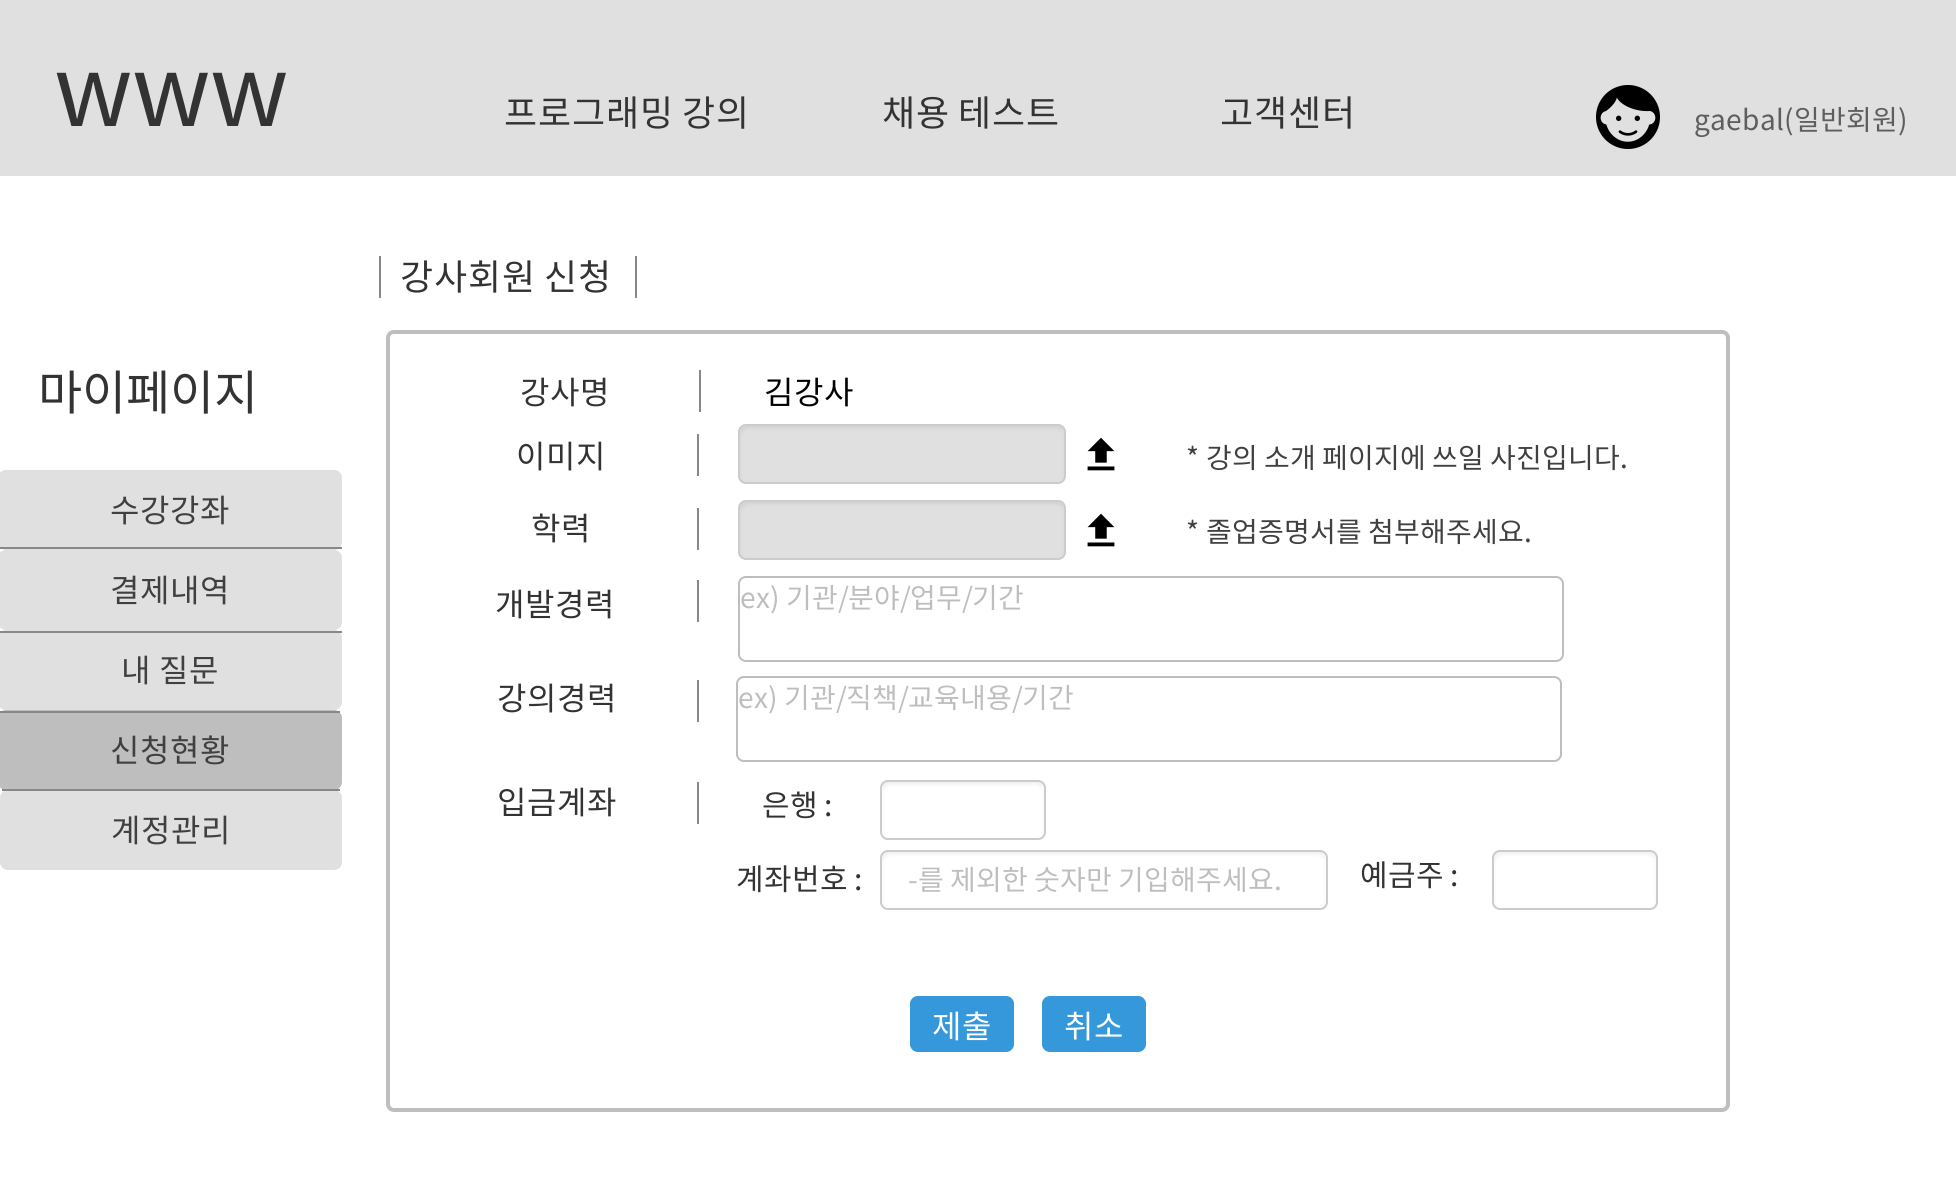 WWW
프로그래밍 강의 채용 테스트 고객센터 gaebal(일반회원)
강사회원 신청
마이페이지
수강강좌
결제내역
내 질문
신청현황
계정관리
강사명 김강사
이미지 * 강의 소개 페이지에 쓰일 사진입니다.
학력 * 졸업증명서를 첨부해주세요.
개발경력 ex) 기관/분야/업무/기간
강의경력 ex) 기관/직책/교육내용/기간
입금계좌 은행 :
계좌번호 : -를 제외한 숫자만 기입해주세요. 예금주 :
제출 취소